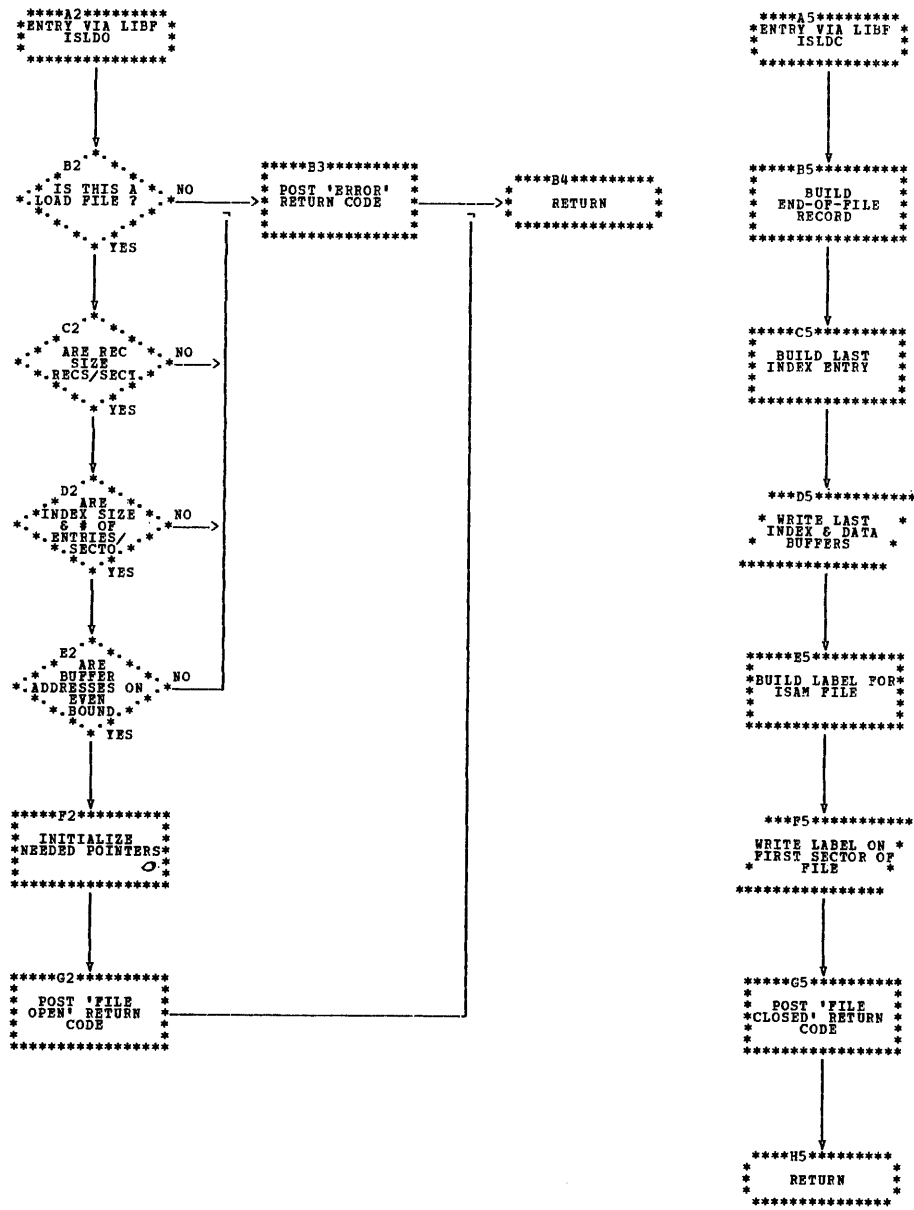 A2
ENTRY VIA LIBF
ISLDO
B2
IS THIS A
LOAD FILE ?
NO
YES
B3
POST 'ERROR'
RETURN CODE
B4
RETURN
C2
ARE REC
SIZE
RECS/SECT.
NO
YES
D2
ARE
INDEX SIZE
& # OF
ENTRIES/
SECTO/
NO
YES
E2
ARE
BUFFER
ADDRESSES ON
EVEN
BOUND.
NO
YES
F2
INITIALIZE
NEEDED POINTERS
G2
POST 'FILE
OPEN' RETURN
CODE
A5
ENTRY VIA LIBF
ISLDC
B5
BUILD
END-OF-FILE
RECORD
C5
BUILD LAST
INDEX ENTRY
D5
WRITE LAST
INDEX & DATA
BUFFERS
E5
BUILD LABEL FOR
ISAM FILE
F5
WRITE LABEL ON
FIRST SECTOR OF
FILE
G5
POST 'FILE
CLOSED' RETURN
CODE
H5
RETURN